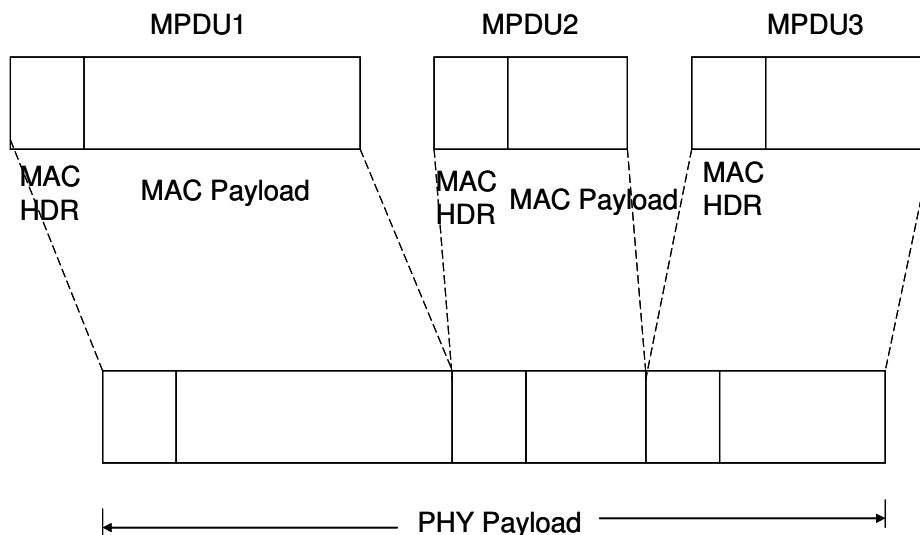 MPDU1
MPDU2
MPDU3
MAC
HDR
MAC Payload
MAC
HDR
MAC Payload
MAC
HDR
PHY Payload